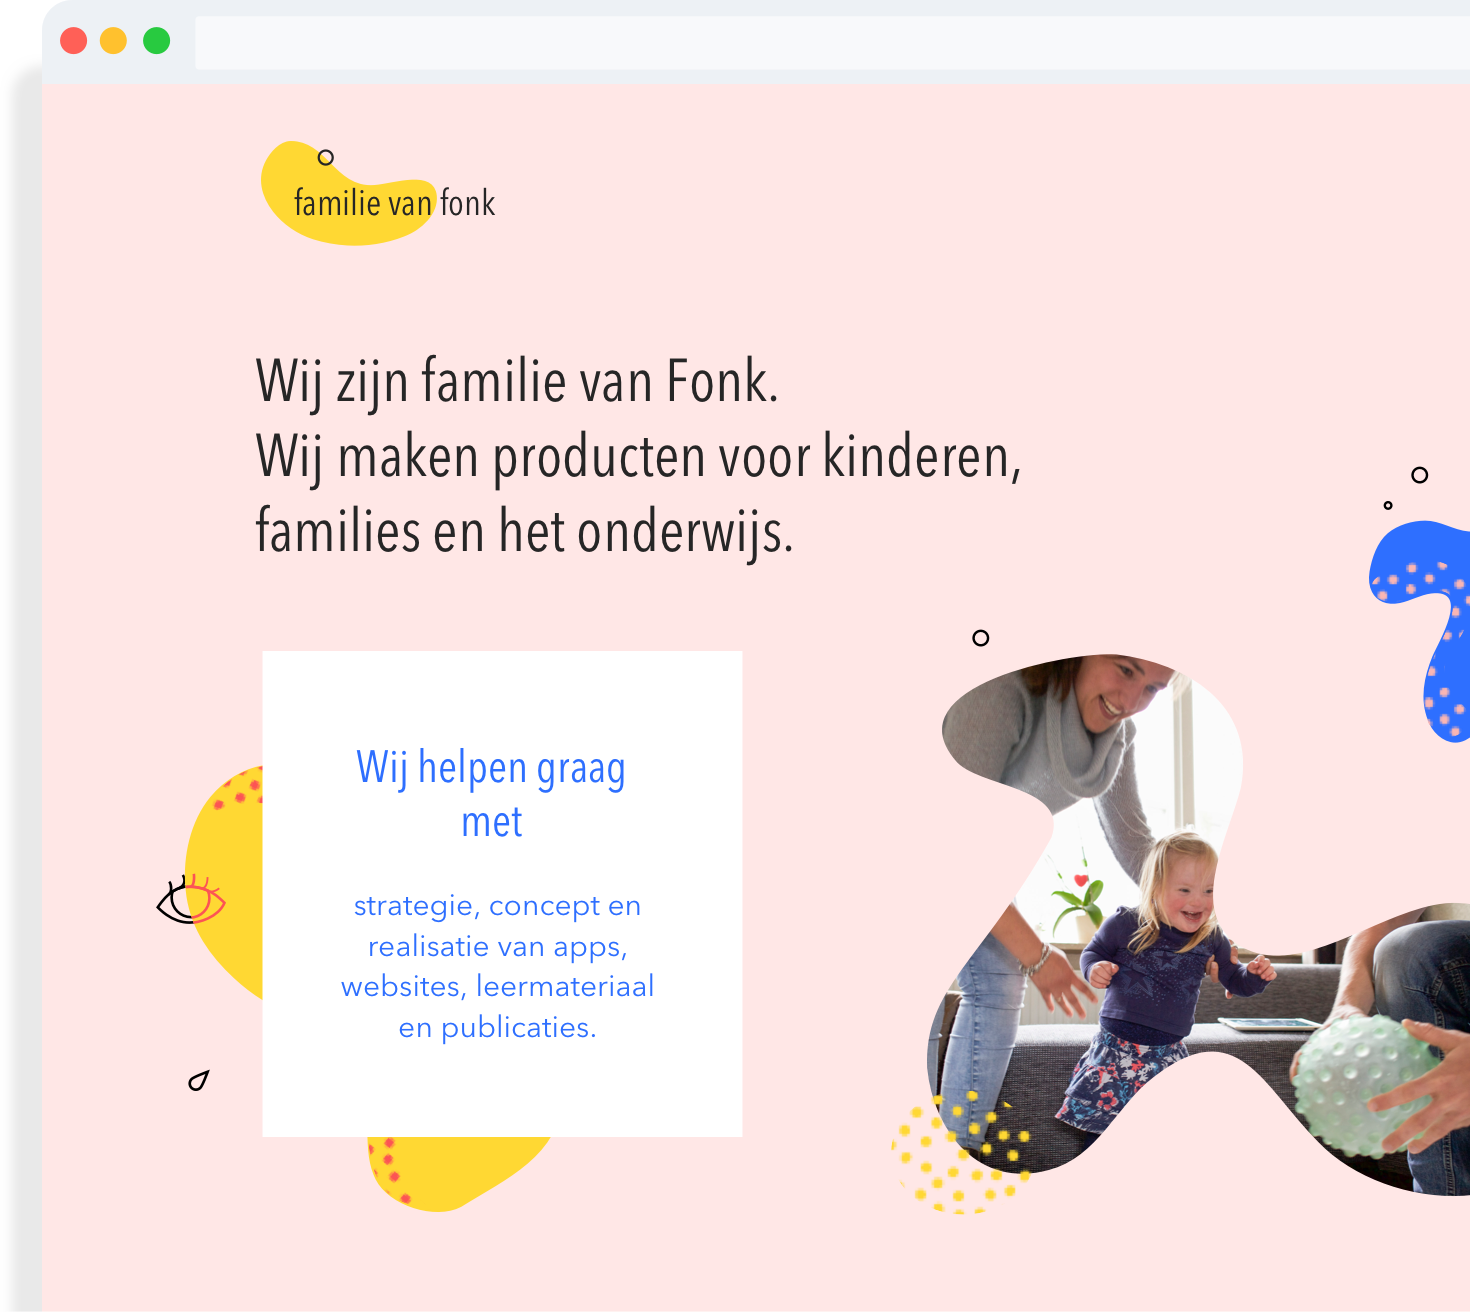 familie van fonk
Wij zijn familie van Fonk.
Wij maken producten voor kinderen,
families en het onderwijs.
Wij helpen graag
met
strategie, concept en
realisatie van apps,
websites, leermateriaal
en publicaties.